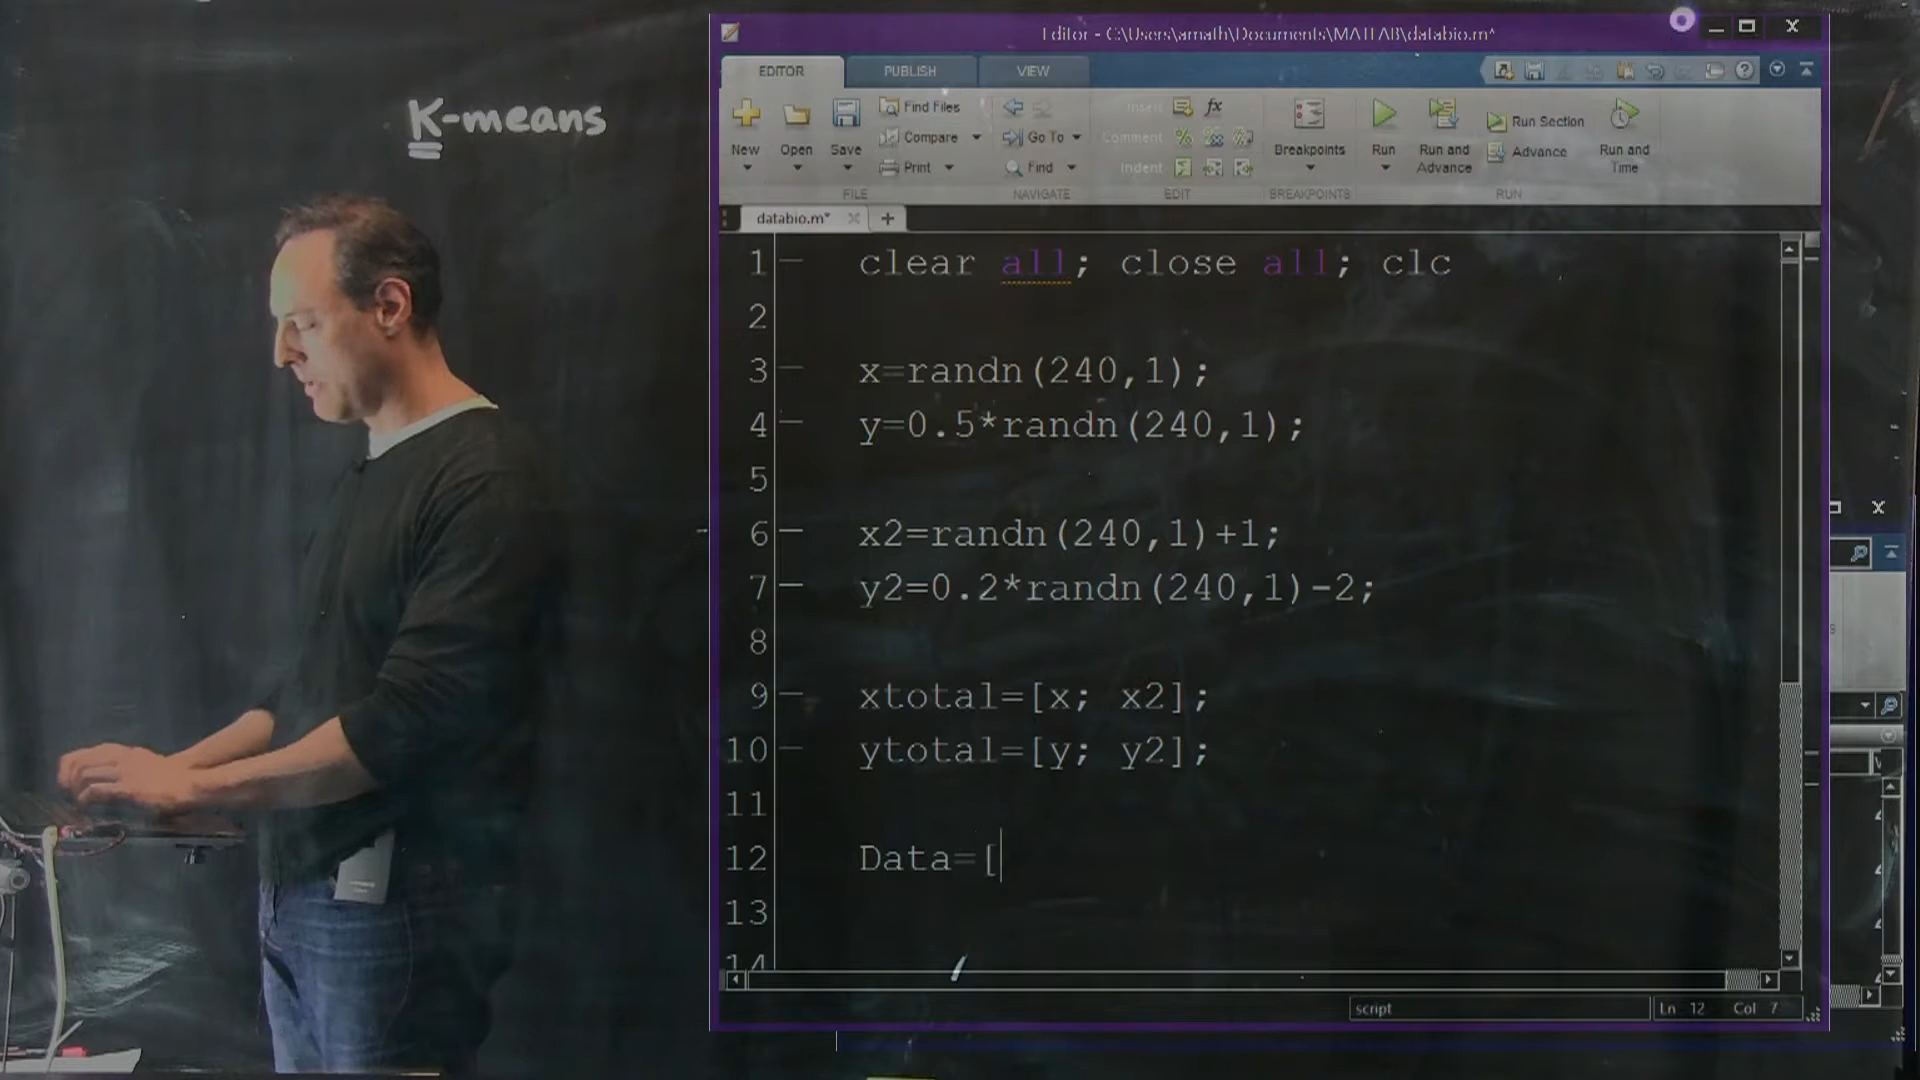 K-means
Editor - C:\Users\amath\Documents\MATLAB\databio.m*
EDITOR PUBLISH VIEW
New Open Save
Find Files
Compare
Print
Go To
Find
Insert
Comment
Indent
Breakpoints
Run
Run and Advance
Run Section
Advance
Run and Time
FILE NAVIGATE EDIT BREAKPOINTS RUN
databio.m*
1 clear all; close all; clc
2
3 x=randn(240,1);
4 y=0.5*randn(240,1);
5
6 x2=randn(240,1)+1;
7 y2=0.2*randn(240,1)-2;
8
9 xtotal=[x; x2];
10 ytotal=[y; y2];
11
12 Data=[
13
14
script Ln 12 Col 7